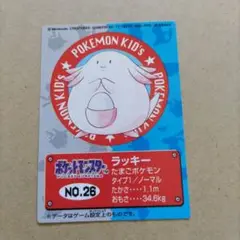 POKEMON KID'S
POKEMON KID'S
ポケットモンスター
NO.26
ラッキー
たまごポケモン
タイプ1/ノーマル
たかさ････1.1m
おもさ････34.6kg
※データはゲーム設定上のものです。